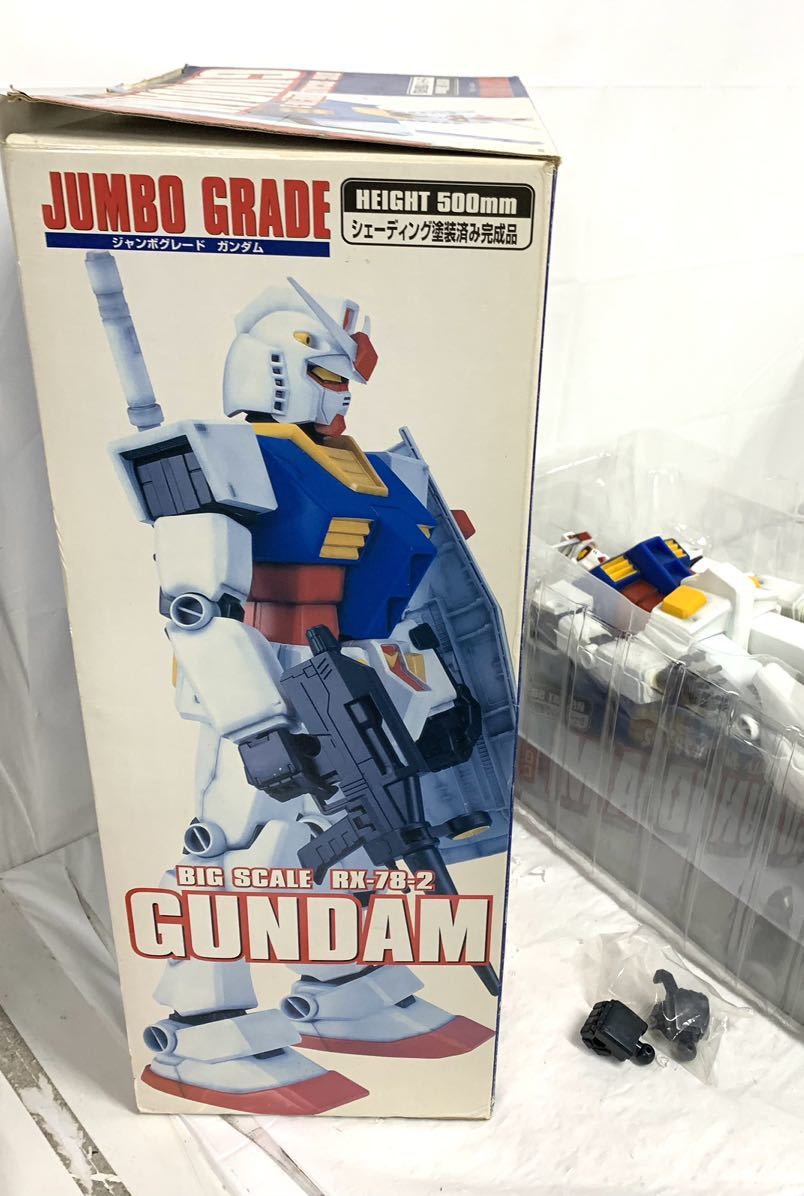 JUMBO GRADE
ジャンボグレード ガンダム
HEIGHT 500mm
シェーディング塗装済み完成品
BIG SCALE RX-78-2
GUNDAM